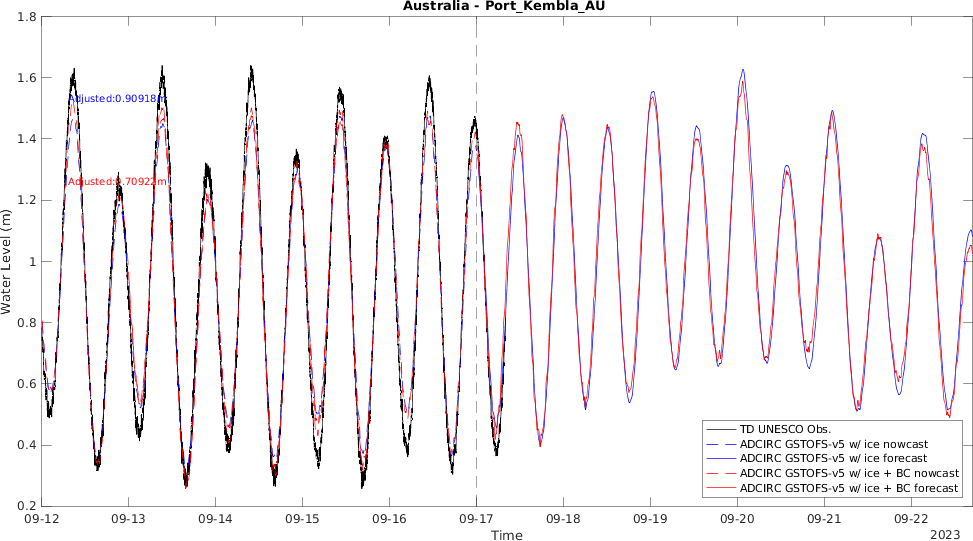 Australia - Port_Kembla_AU
1.8
1.6
1.4
1.2
1
0.8
0.6
0.4
0.2
Water Level (m)
Adjusted:0.90918m
Adjusted:0.70922m
TD UNESCO Obs.
ADCIRC GSTOFS-v5 w/ ice nowcast
ADCIRC GSTOFS-v5 w/ ice forecast
ADCIRC GSTOFS-v5 w/ ice + BC nowcast
ADCIRC GSTOFS-v5 w/ ice + BC forecast
09-12 09-13 09-14 09-15 09-16 09-17 09-18 09-19 09-20 09-21 09-22
Time
2023